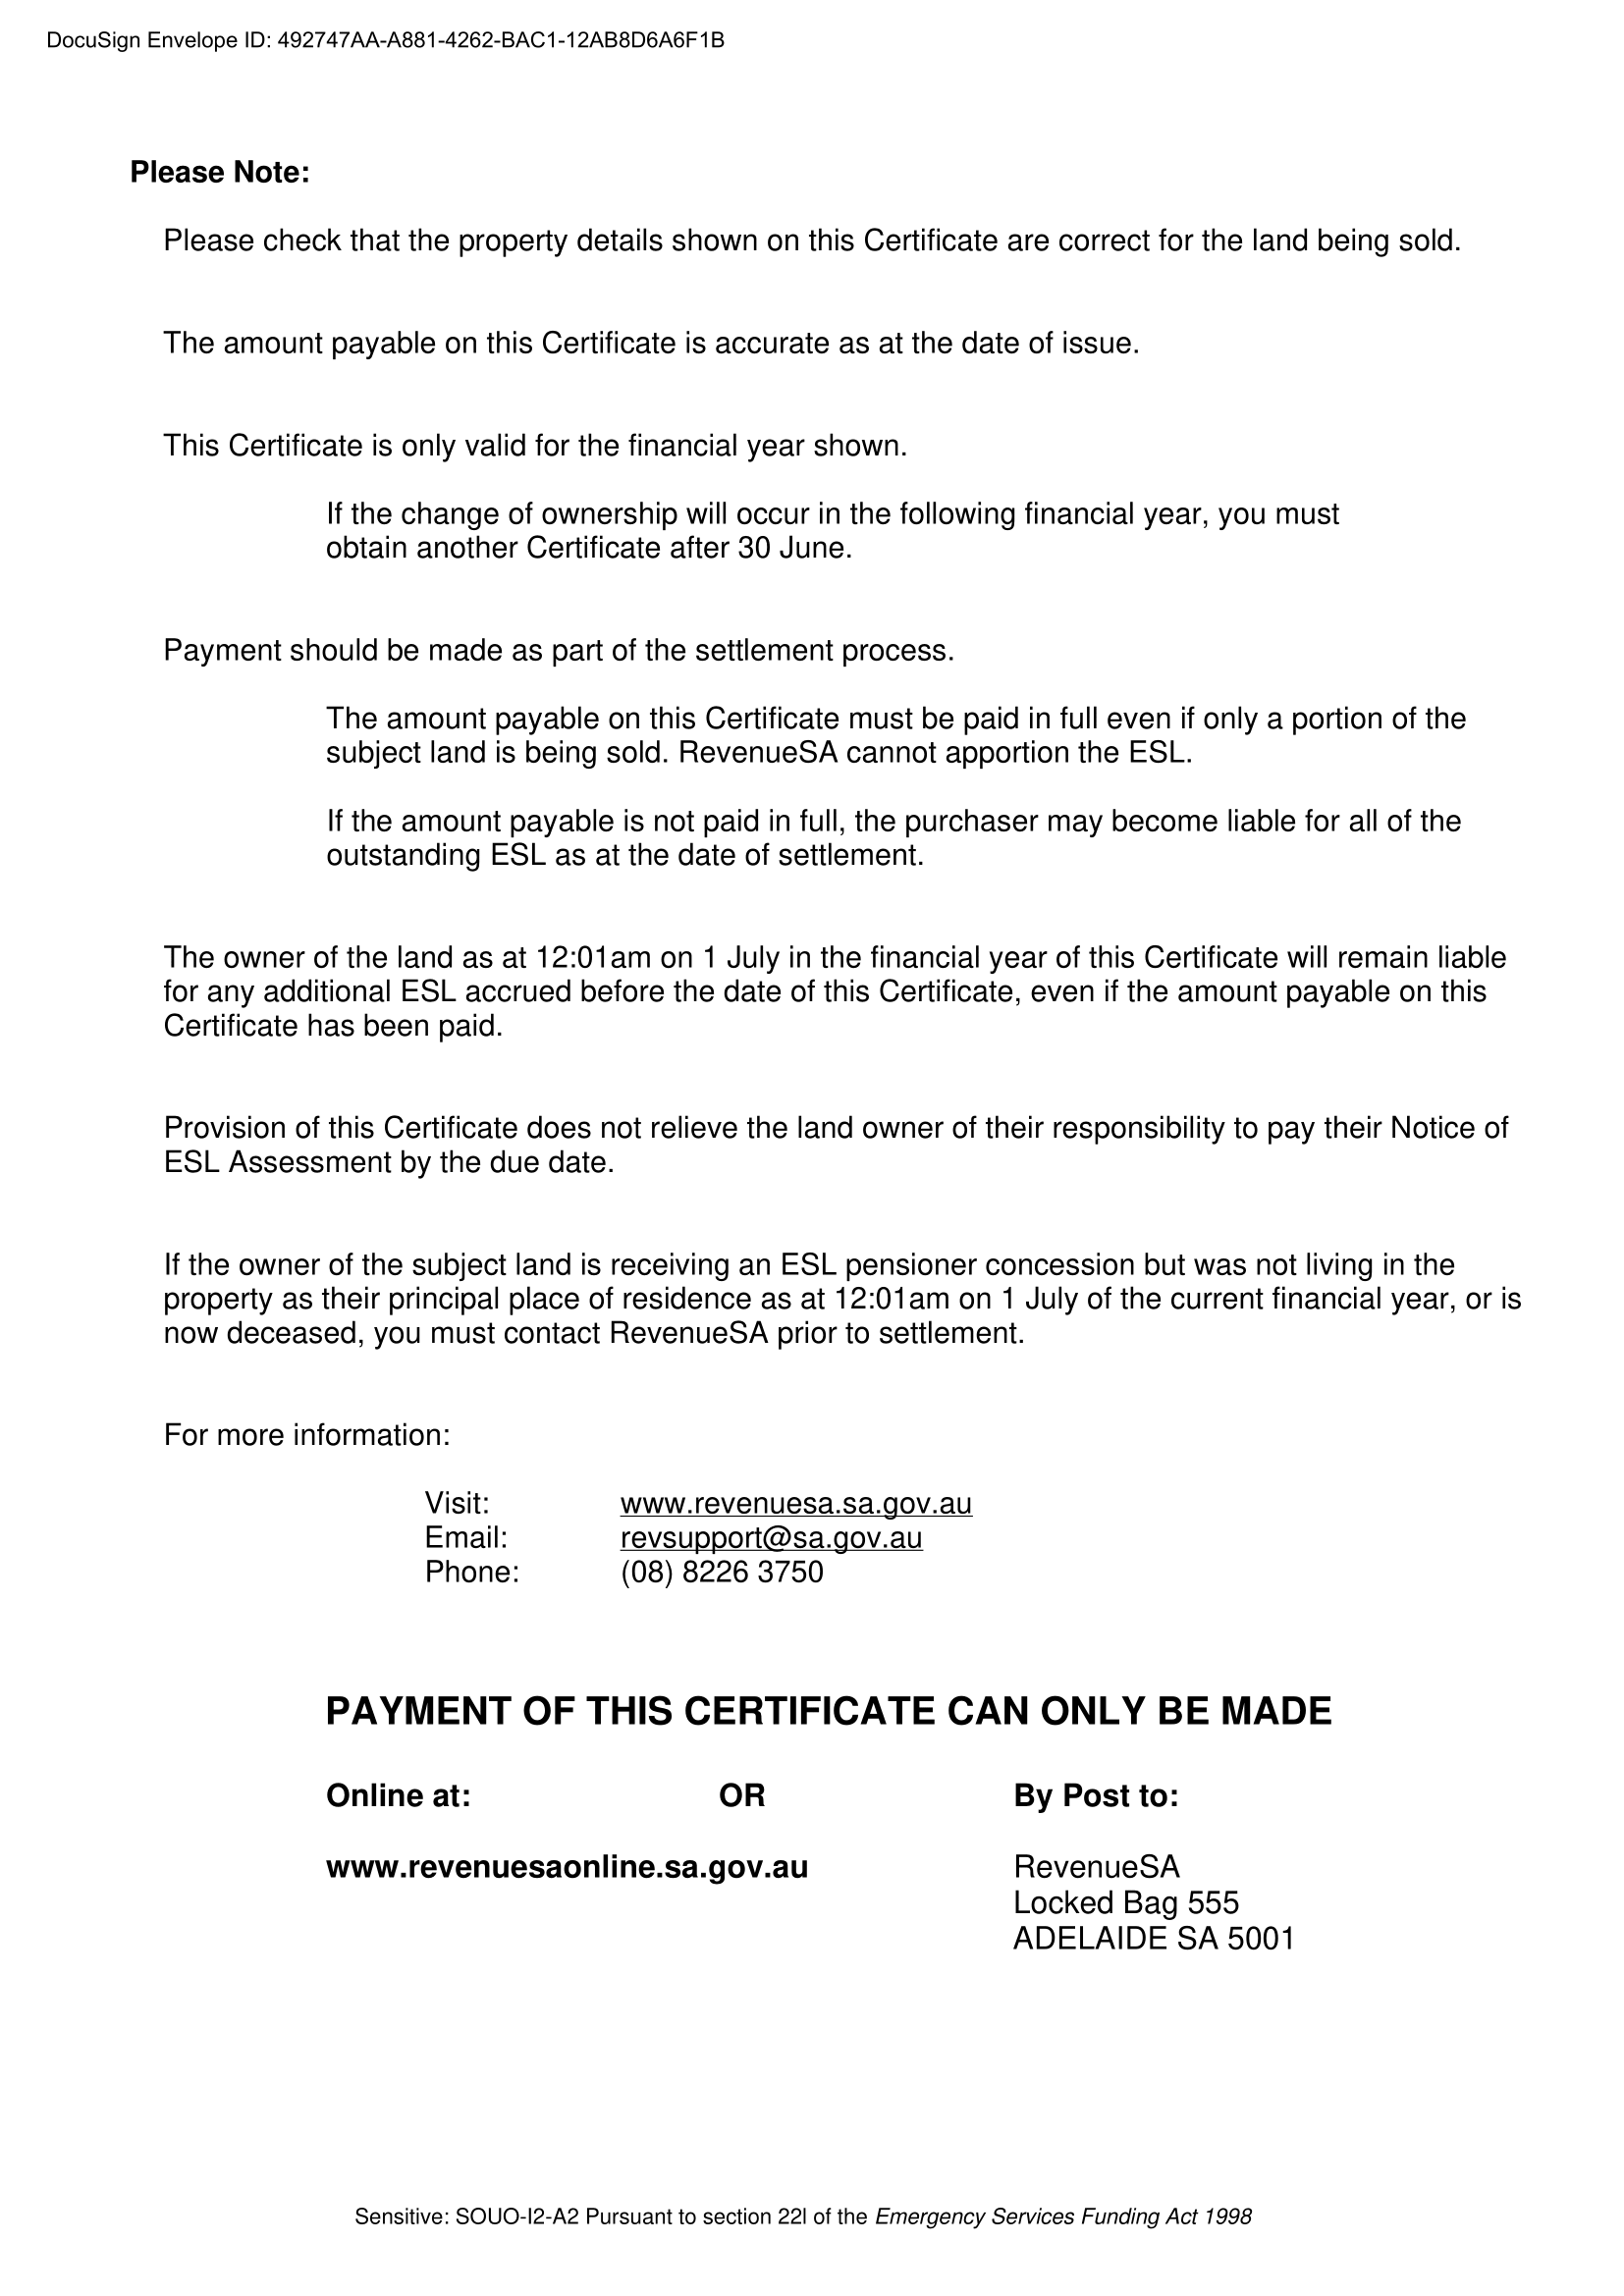 DocuSign Envelope ID: 492747AA-A881-4262-BAC1-12AB8D6A6F1B
Please Note:
Please check that the property details shown on this Certificate are correct for the land being sold.
The amount payable on this Certificate is accurate as at the date of issue.
This Certificate is only valid for the financial year shown.
If the change of ownership will occur in the following financial year, you must
obtain another Certificate after 30 June.
Payment should be made as part of the settlement process.
The amount payable on this Certificate must be paid in full even if only a portion of the
subject land is being sold. RevenueSA cannot apportion the ESL.
If the amount payable is not paid in full, the purchaser may become liable for all of the
outstanding ESL as at the date of settlement.
The owner of the land as at 12:01am on 1 July in the financial year of this Certificate will remain liable
for any additional ESL accrued before the date of this Certificate, even if the amount payable on this
Certificate has been paid.
Provision of this Certificate does not relieve the land owner of their responsibility to pay their Notice of
ESL Assessment by the due date.
If the owner of the subject land is receiving an ESL pensioner concession but was not living in the
property as their principal place of residence as at 12:01am on 1 July of the current financial year, or is
now deceased, you must contact RevenueSA prior to settlement.
For more information:
Visit: www.revenuesa.sa.gov.au
Email: revsupport@sa.gov.au
Phone: (08) 8226 3750
PAYMENT OF THIS CERTIFICATE CAN ONLY BE MADE
Online at: OR By Post to:
www.revenuesaonline.sa.gov.au RevenueSA
Locked Bag 555
ADELAIDE SA 5001
Sensitive: SOUO-I2-A2 Pursuant to section 22I of the Emergency Services Funding Act 1998